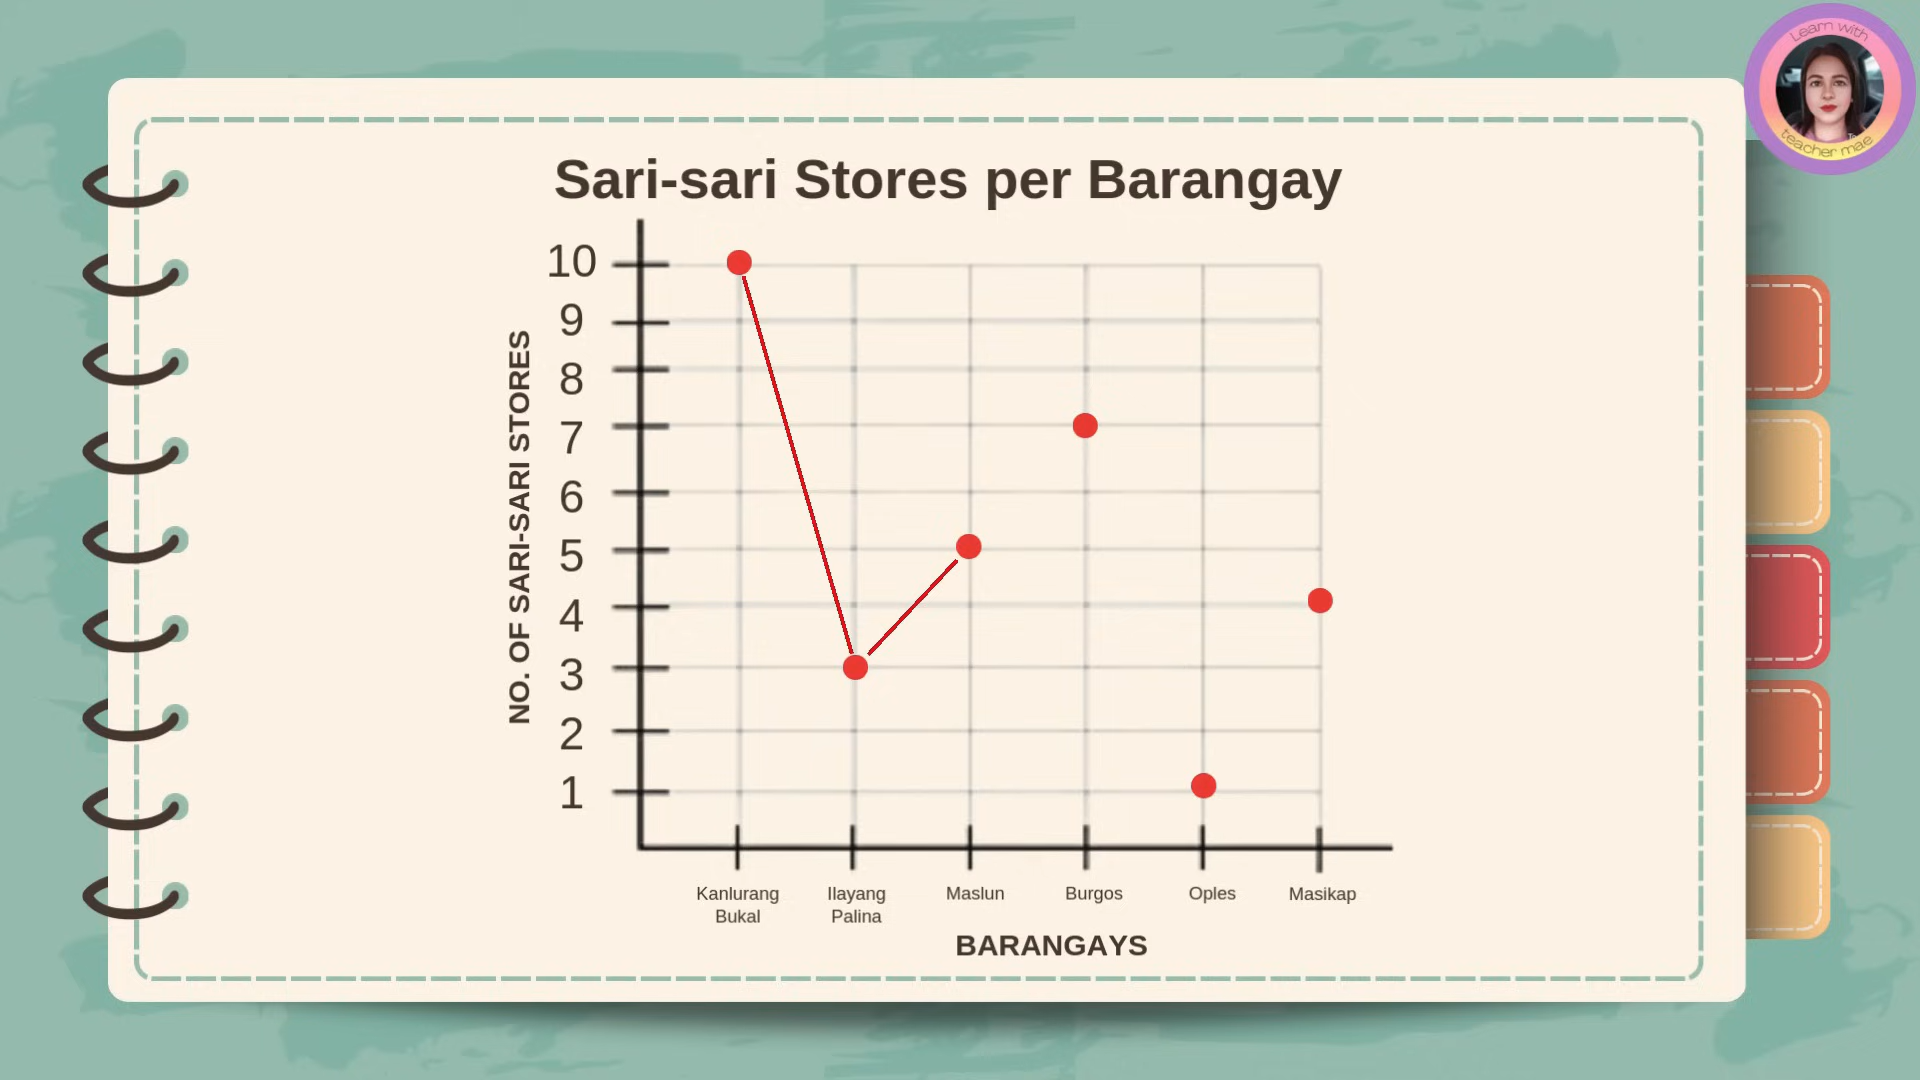 Learn with
teacher mae
Sari-sari Stores per Barangay
NO. OF SARI-SARI STORES
10
9
8
7
6
5
4
3
2
1
Kanlurang
Bukal
Ilayang
Palina
Maslun
Burgos
Oples
Masikap
BARANGAYS